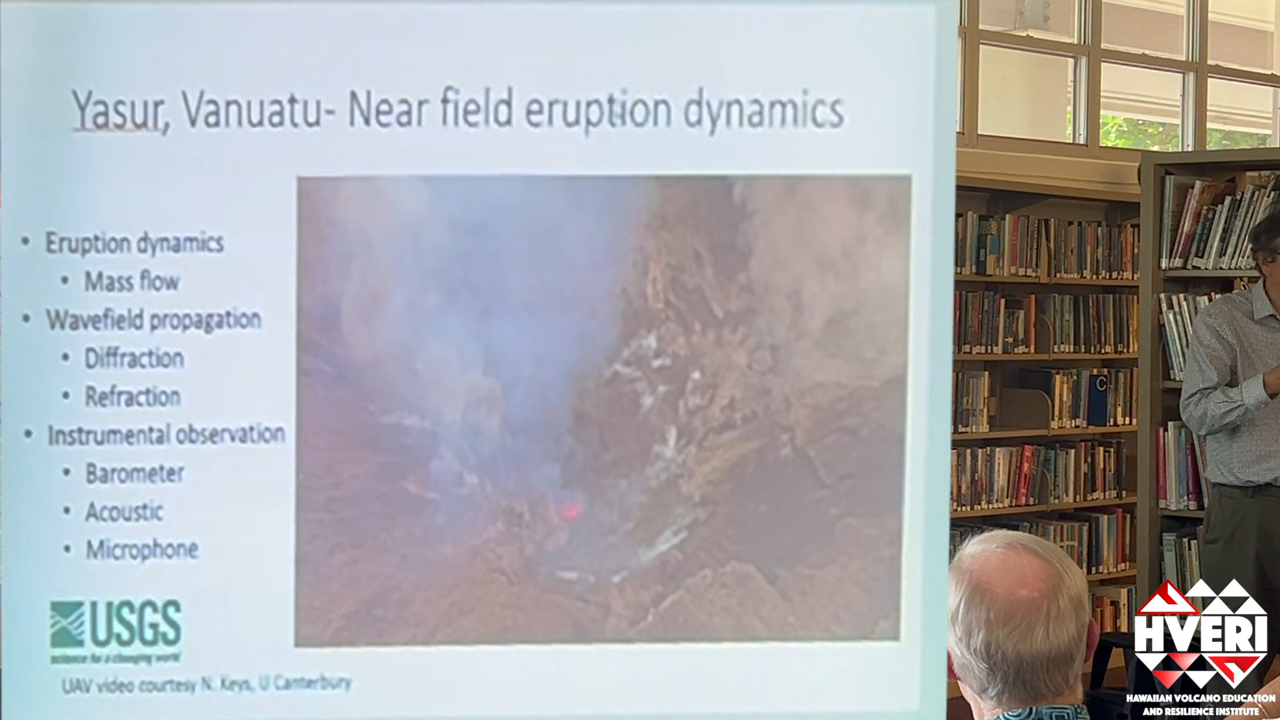 Yasur, Vanuatu- Near field eruption dynamics
• Eruption dynamics
• Mass flow
• Wavefield propagation
• Diffraction
• Refraction
• Instrumental observation
• Barometer
• Acoustic
• Microphone
USGS
science for a changing world
UAV video courtesy N. Keys, U Canterbury
C
HVERI
HAWAIIAN VOLCANO EDUCATION
AND RESILIENCE INSTITUTE